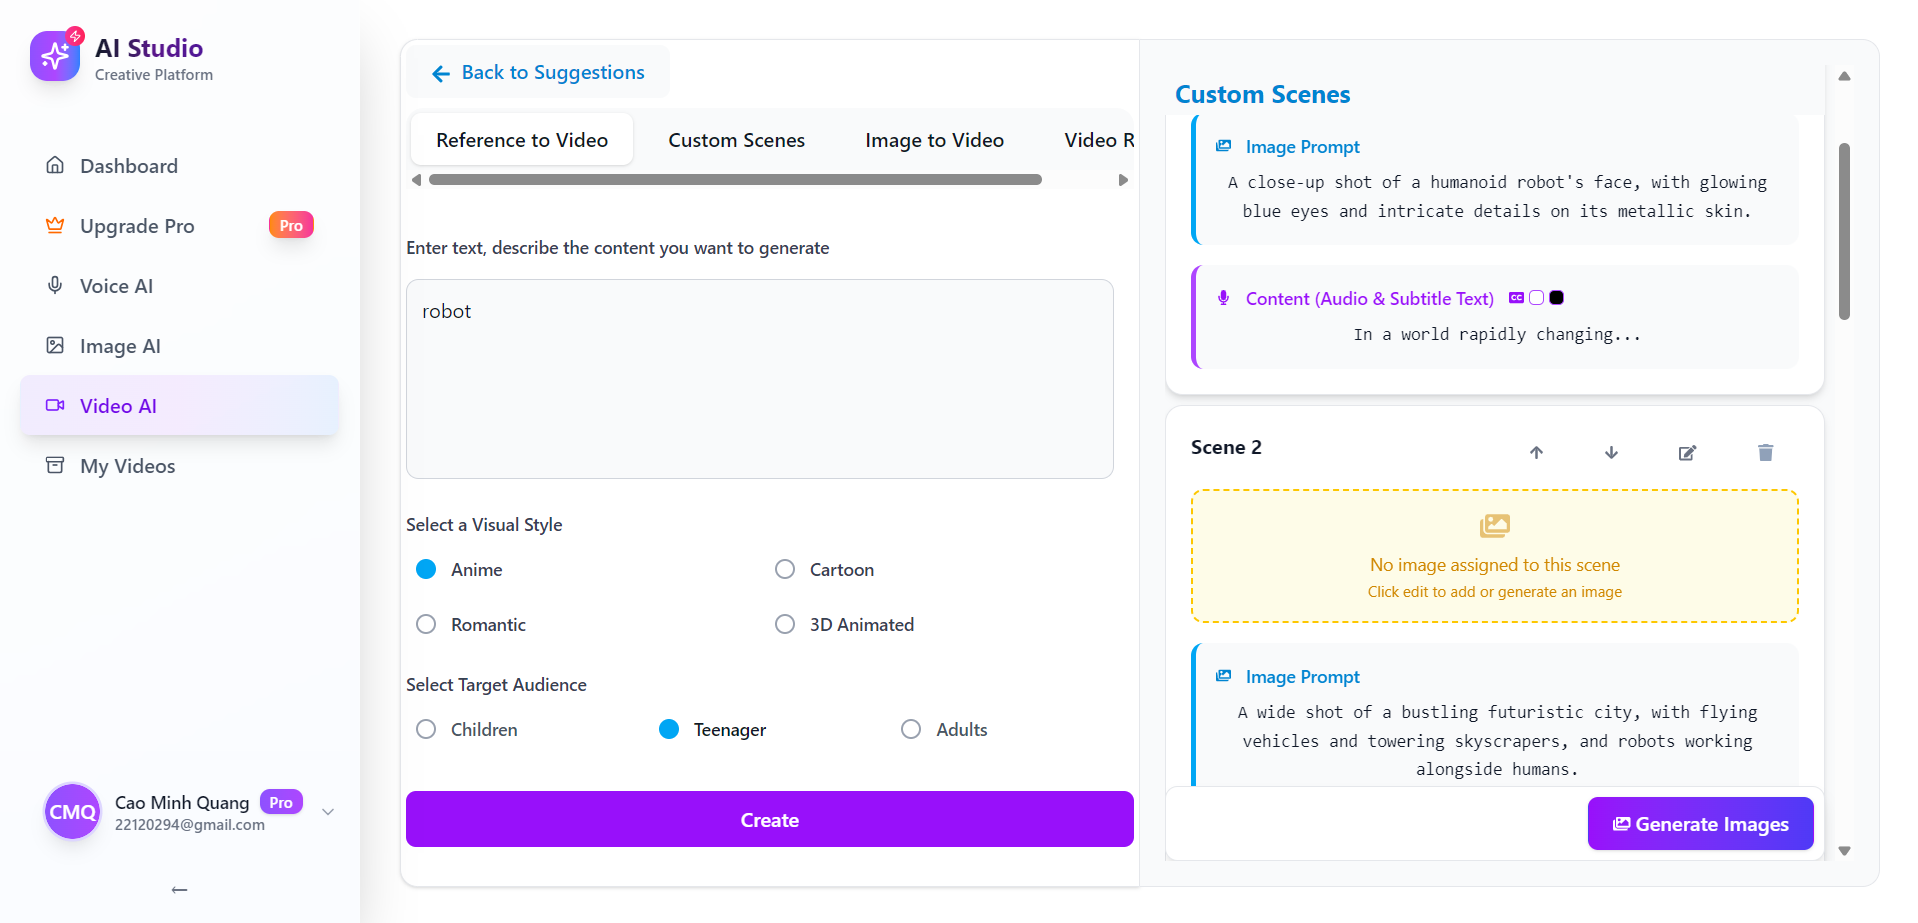 AI Studio
Creative Platform
Dashboard
Upgrade Pro
Pro
Voice AI
Image AI
Video AI
My Videos
CMQ
Cao Minh Quang
Pro
22120294@gmail.com
Back to Suggestions
Reference to Video
Custom Scenes
Image to Video
Video R
Enter text, describe the content you want to generate
robot
Select a Visual Style
Anime
Cartoon
Romantic
3D Animated
Select Target Audience
Children
Teenager
Adults
Create
Custom Scenes
Image Prompt
A close-up shot of a humanoid robot's face, with glowing
blue eyes and intricate details on its metallic skin.
Content (Audio & Subtitle Text)
CC
In a world rapidly changing...
Scene 2
No image assigned to this scene
Click edit to add or generate an image
Image Prompt
A wide shot of a bustling futuristic city, with flying
vehicles and towering skyscrapers, and robots working
alongside humans.
Generate Images